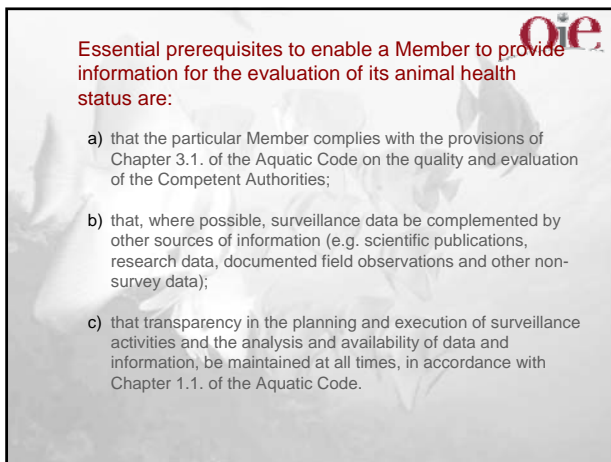 oie
Essential prerequisites to enable a Member to provide
information for the evaluation of its animal health
status are:
a) that the particular Member complies with the provisions of
Chapter 3.1. of the Aquatic Code on the quality and evaluation
of the Competent Authorities;
b) that, where possible, surveillance data be complemented by
other sources of information (e.g. scientific publications,
research data, documented field observations and other non-
survey data);
c) that transparency in the planning and execution of surveillance
activities and the analysis and availability of data and
information, be maintained at all times, in accordance with
Chapter 1.1. of the Aquatic Code.